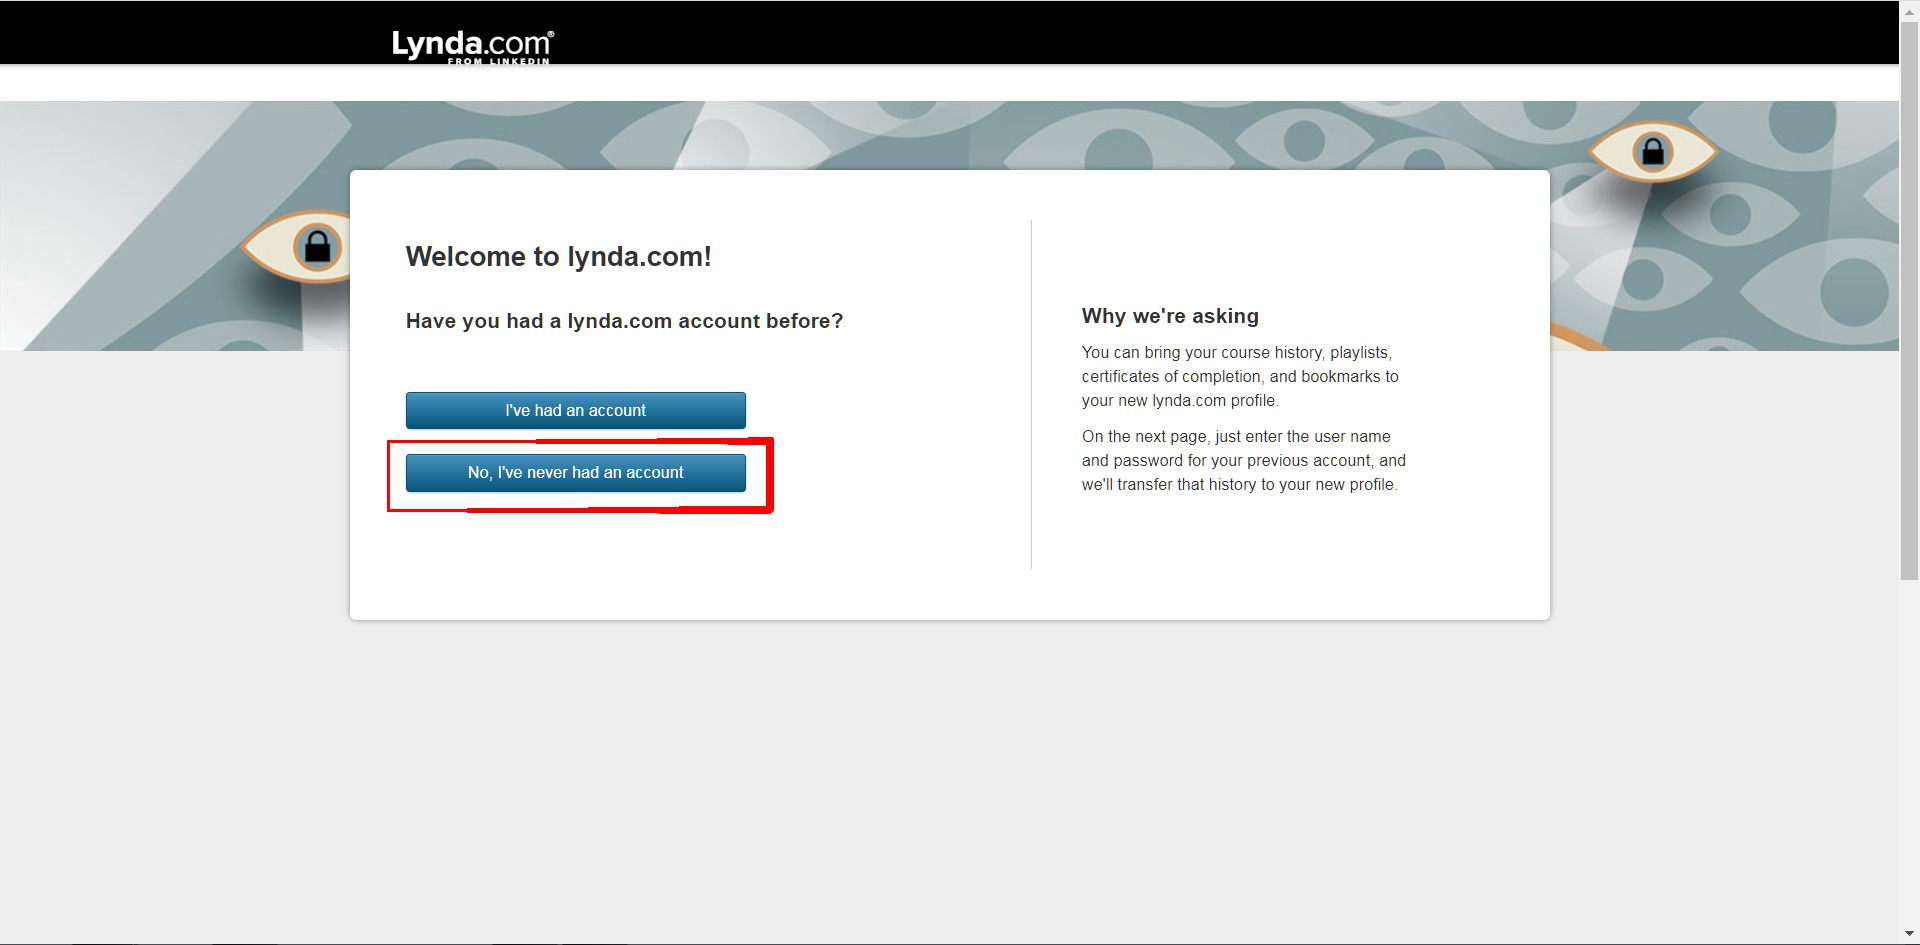 Lynda.com®
FROM LINKEDIN
Welcome to lynda.com!
Have you had a lynda.com account before?
I've had an account
No, I've never had an account
Why we're asking
You can bring your course history, playlists,
certificates of completion, and bookmarks to
your new lynda.com profile.
On the next page, just enter the user name
and password for your previous account, and
we'll transfer that history to your new profile.